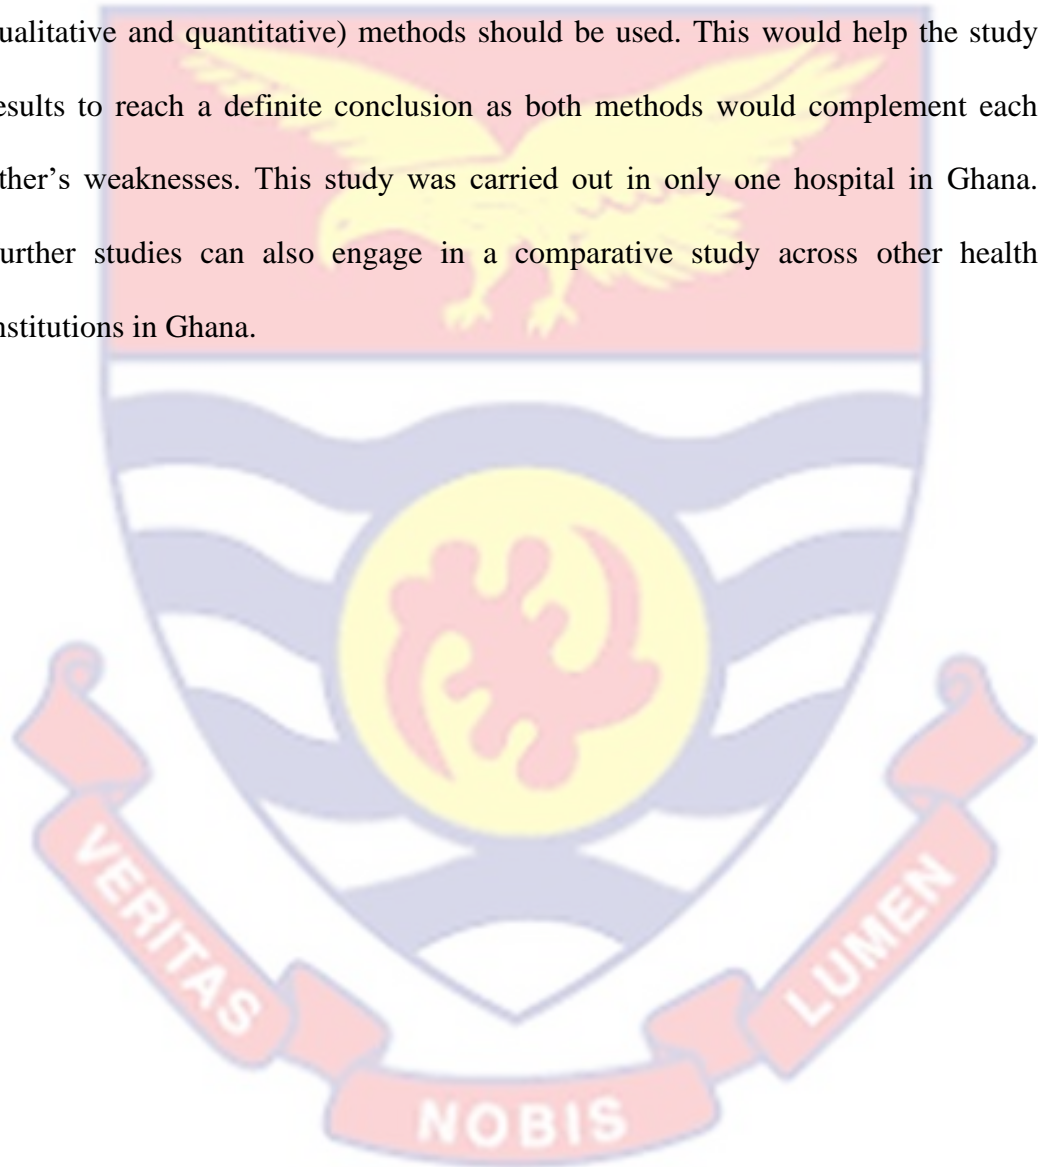 ualitative and quantitative) methods should be used. This would help the study
esults to reach a definite conclusion as both methods would complement each
ther's weaknesses. This study was carried out in only one hospital in Ghana.
urther studies can also engage in a comparative study across other health
nstitutions in Ghana.
VERITAS
NOBIS
LUMEN